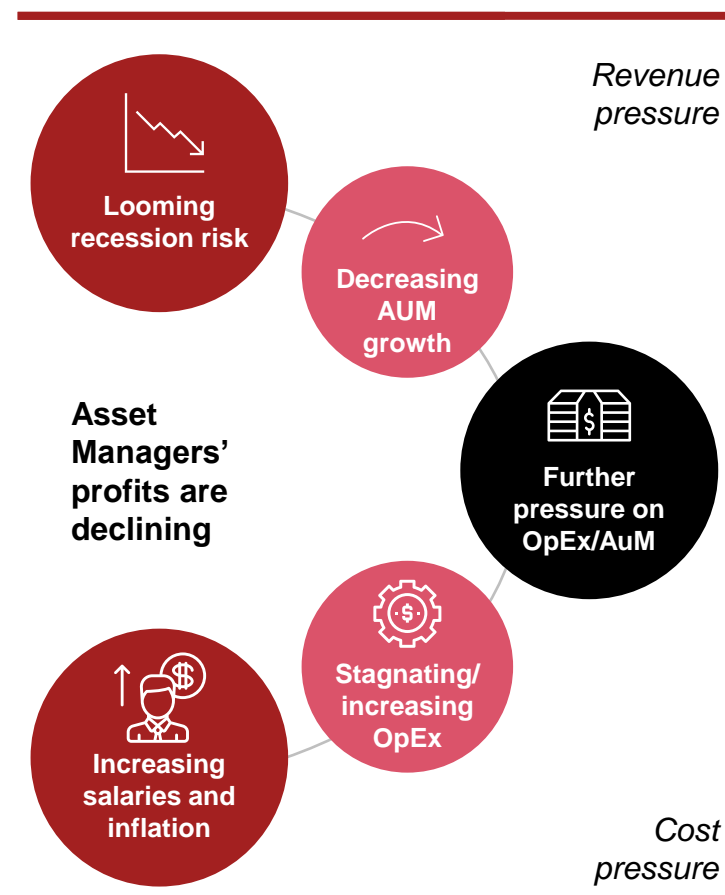 Revenue
pressure
Looming
recession risk
Decreasing
AUM
growth
Asset
Managers’
profits are
declining
$
Further
pressure on
OpEx/AuM
$
Stagnating/
increasing
OpEx
$
Increasing
salaries and
inflation
Cost
pressure